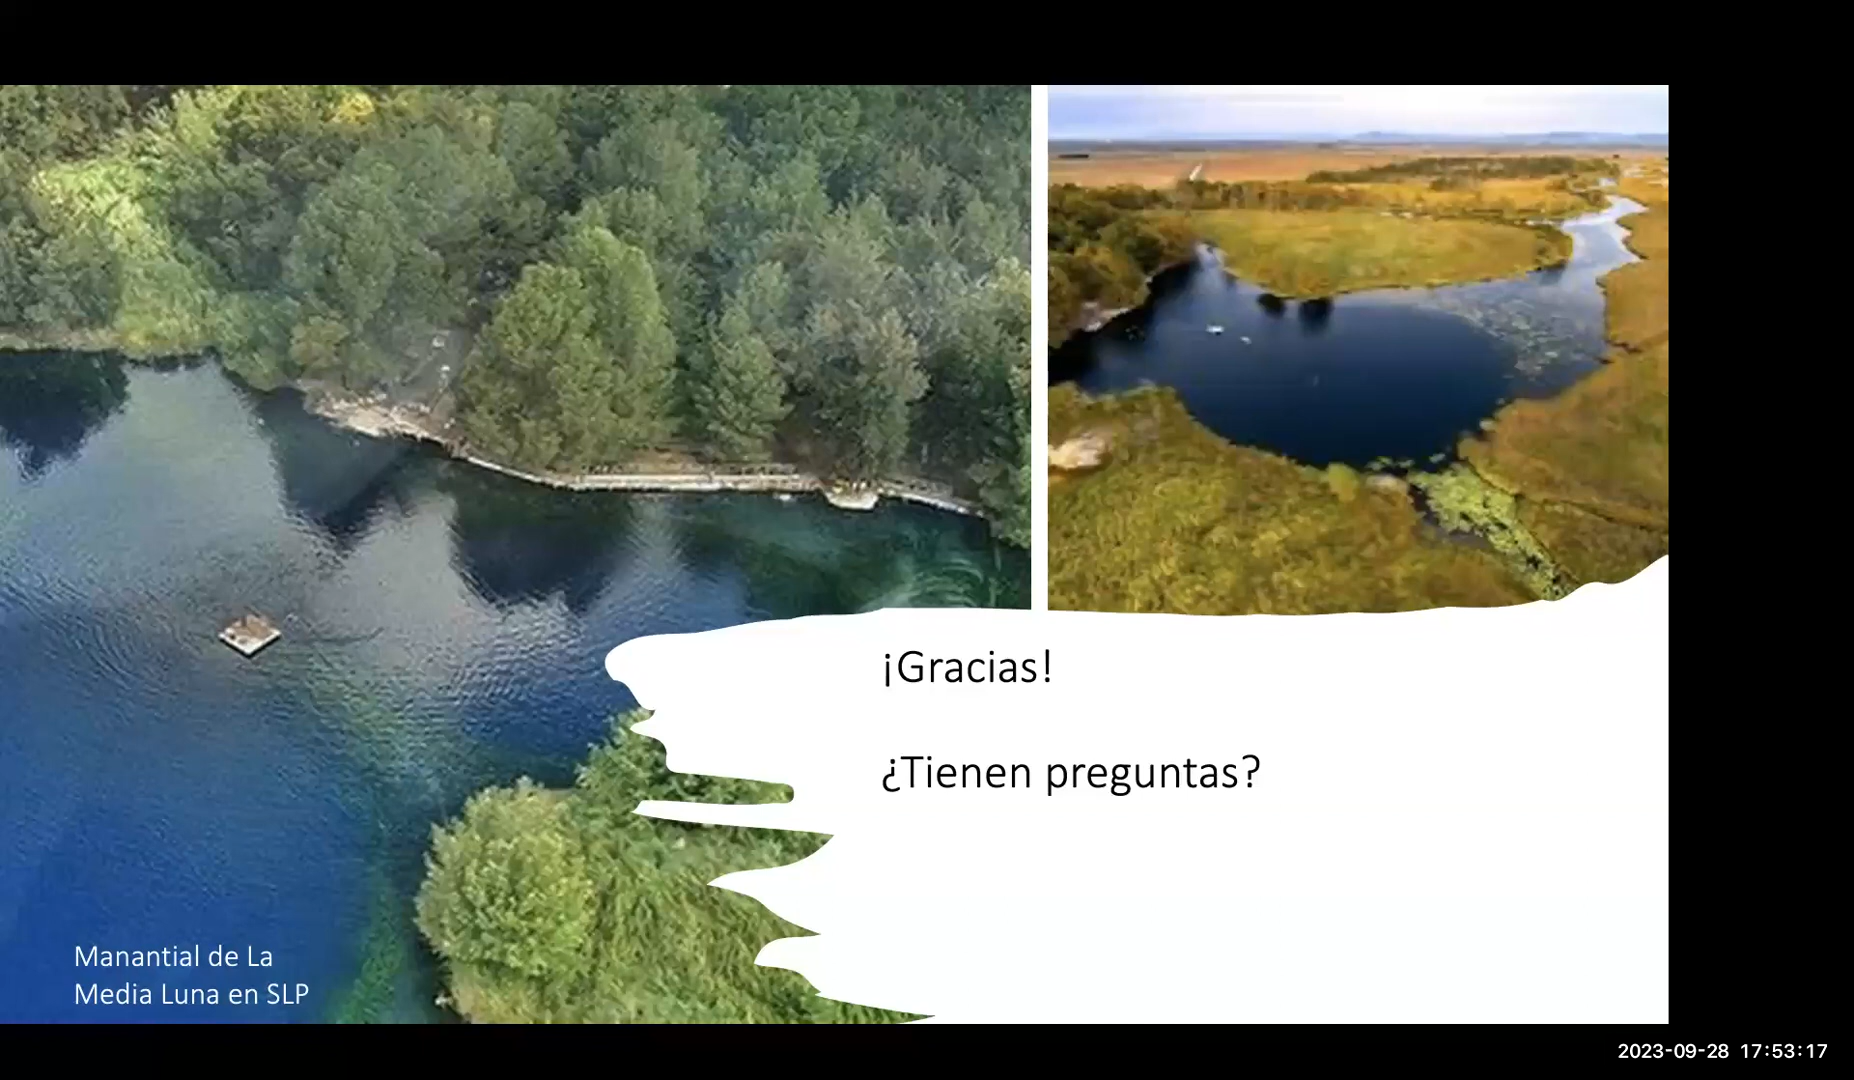 ¡Gracias!
¿Tienen preguntas?
Manantial de La
Media Luna en SLP
2023-09-28 17:53:17